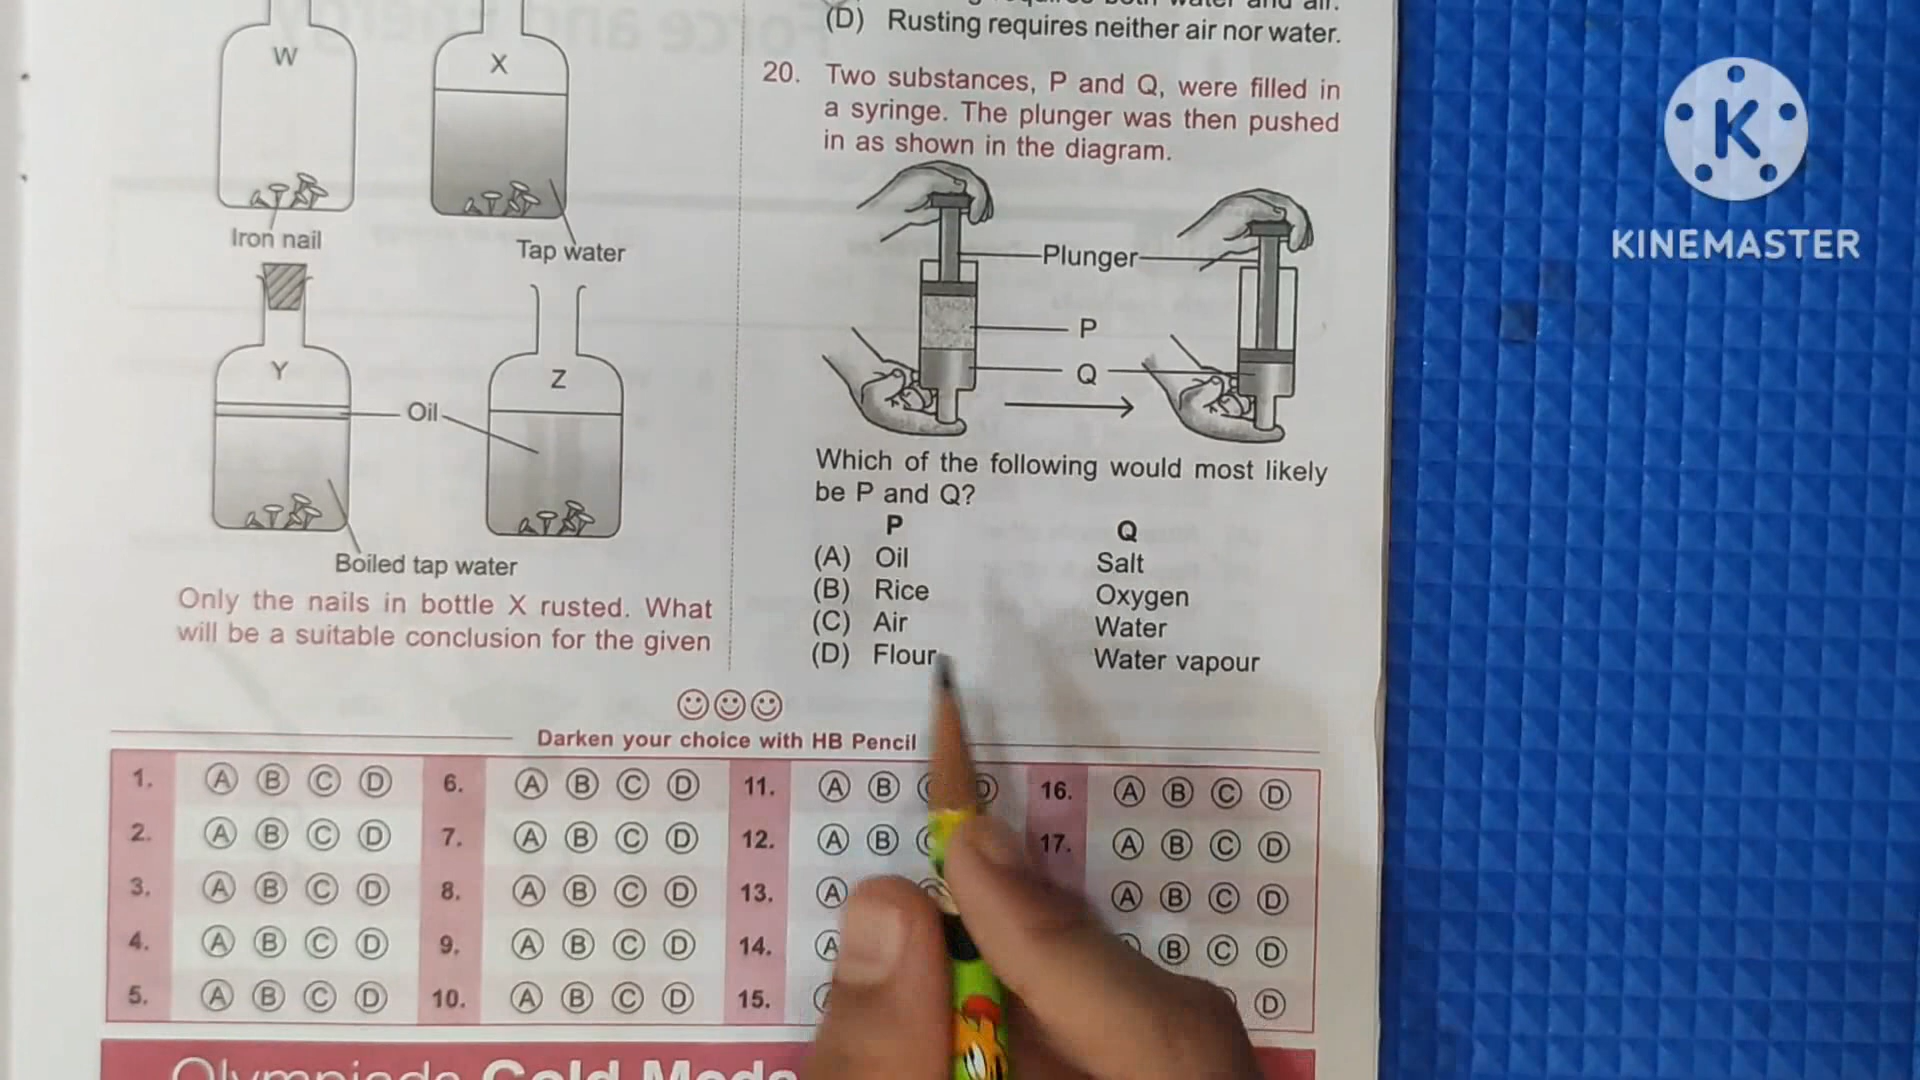 W
X
Iron nail
Tap water
Y
Z
Oil
Boiled tap water
Only the nails in bottle X rusted. What
will be a suitable conclusion for the given
(D) Rusting requires neither air nor water.
20. Two substances, P and Q, were filled in
a syringe. The plunger was then pushed
in as shown in the diagram.
Plunger
P
Q
Which of the following would most likely
be P and Q?
P Q
(A) Oil Salt
(B) Rice Oxygen
(C) Air Water
(D) Flour Water vapour
Darken your choice with HB Pencil
1. A B C D 6. A B C D 11. A B D 16. A B C D
2. A B C D 7. A B C D 12. A B 17. A B C D
3. A B C D 8. A B C D 13. A A B C D
4. A B C D 9. A B C D 14. A B C D
5. A B C D 10. A B C D 15. D
Olympiads Gold
K
KINEMASTER